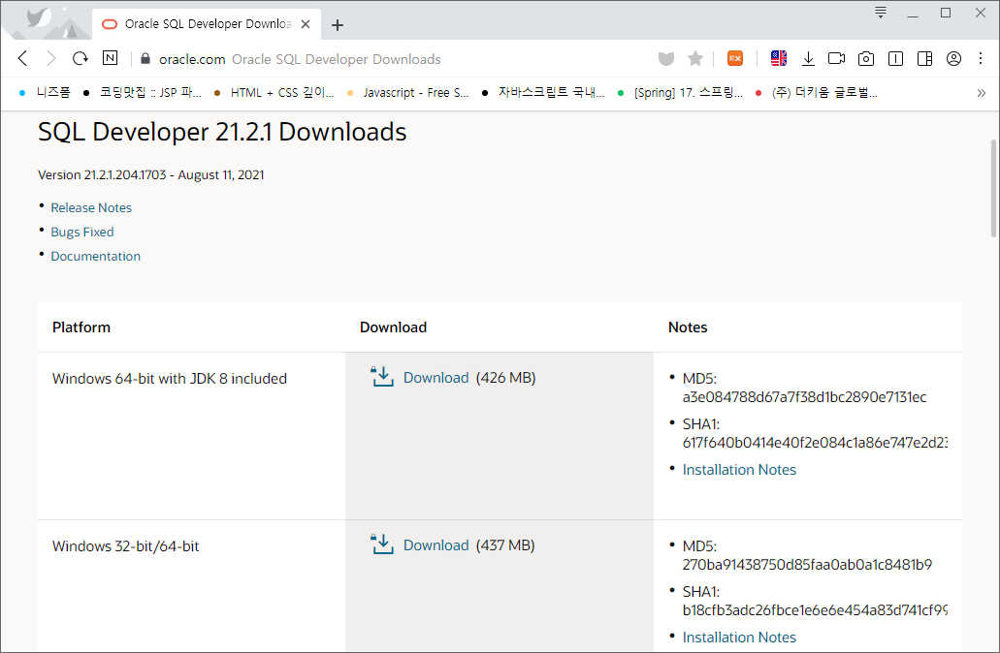 Oracle SQL Developer Downloa
N
oracle.com Oracle SQL Developer Downloads
EX
니즈폼
코딩맛집 :: JSP 파...
HTML + CSS 깊이...
Javascript - Free S...
자바스크립트 국내...
[Spring] 17. 스프링...
(주) 더키움 글로벌...
SQL Developer 21.2.1 Downloads
Version 21.2.1.204.1703 - August 11, 2021
Release Notes
Bugs Fixed
Documentation
Platform Download Notes
Windows 64-bit with JDK 8 included
Download (426 MB)
MD5:
a3e084788d67a7f38d1bc2890e7131ec
SHA1:
617f640b0414e40f2e084c1a86e747e2d23
Installation Notes
Windows 32-bit/64-bit
Download (437 MB)
MD5:
270ba91438750d85faa0ab0a1c8481b9
SHA1:
b18cfb3adc26fbce1e6e6e454a83d741cf99
Installation Notes